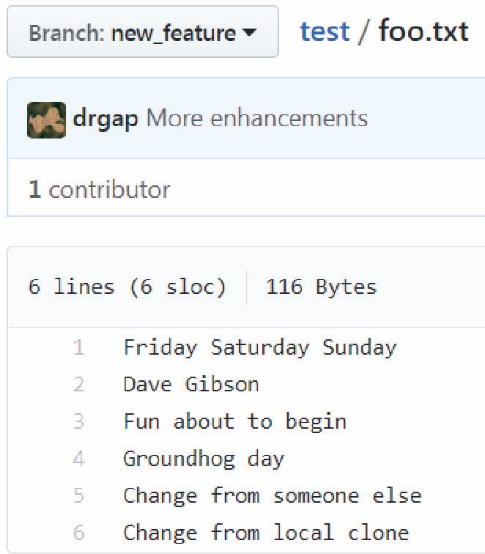 Branch: new_feature test / foo.txt
drgap More enhancements
1 contributor
6 lines (6 sloc) 116 Bytes
1 Friday Saturday Sunday
2 Dave Gibson
3 Fun about to begin
4 Groundhog day
5 Change from someone else
6 Change from local clone